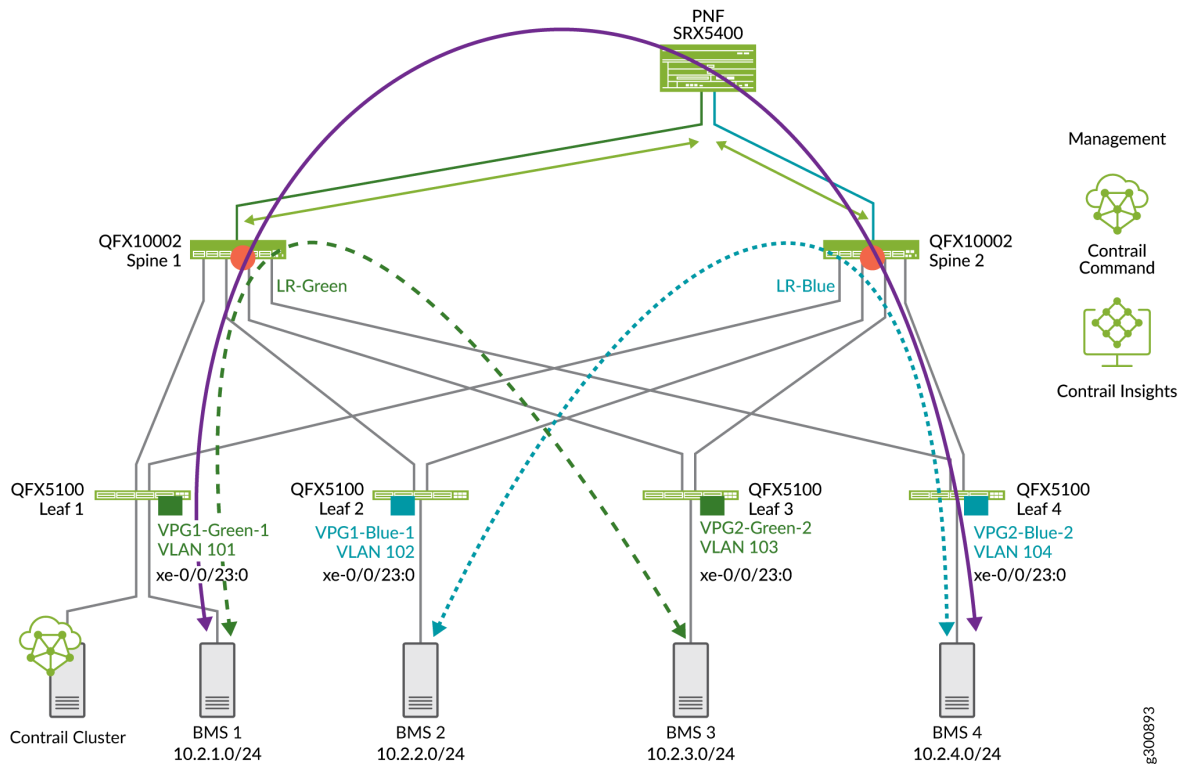 PNF
SRX5400
Management
Contrail
Command
Contrail Insights
QFX10002
Spine 1
LR-Green
LR-Blue
QFX10002
Spine 2
QFX5100
Leaf 1
VPG1-Green-1
VLAN 101
xe-0/0/23:0
QFX5100
Leaf 2
VPG1-Blue-1
VLAN 102
xe-0/0/23:0
QFX5100
Leaf 3
VPG2-Green-2
VLAN 103
xe-0/0/23:0
QFX5100
Leaf 4
VPG2-Blue-2
VLAN 104
xe-0/0/23:0
Contrail Cluster
BMS 1
10.2.1.0/24
BMS 2
10.2.2.0/24
BMS 3
10.2.3.0/24
BMS 4
10.2.4.0/24
g300893